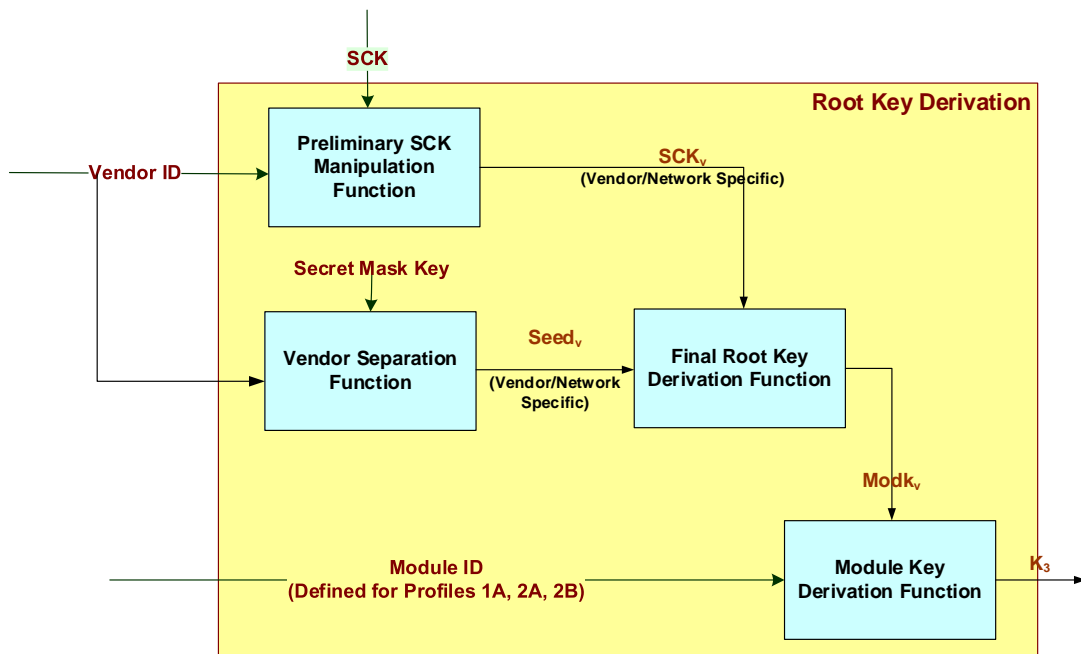 SCK
Root Key Derivation
Preliminary SCK
Manipulation
Function
SCKv
(Vendor/Network Specific)
Vendor ID
Secret Mask Key
Vendor Separation
Function
Seedv
(Vendor/Network
Specific)
Final Root Key
Derivation Function
Modkv
Module ID
(Defined for Profiles 1A, 2A, 2B)
Module Key
Derivation Function
K3